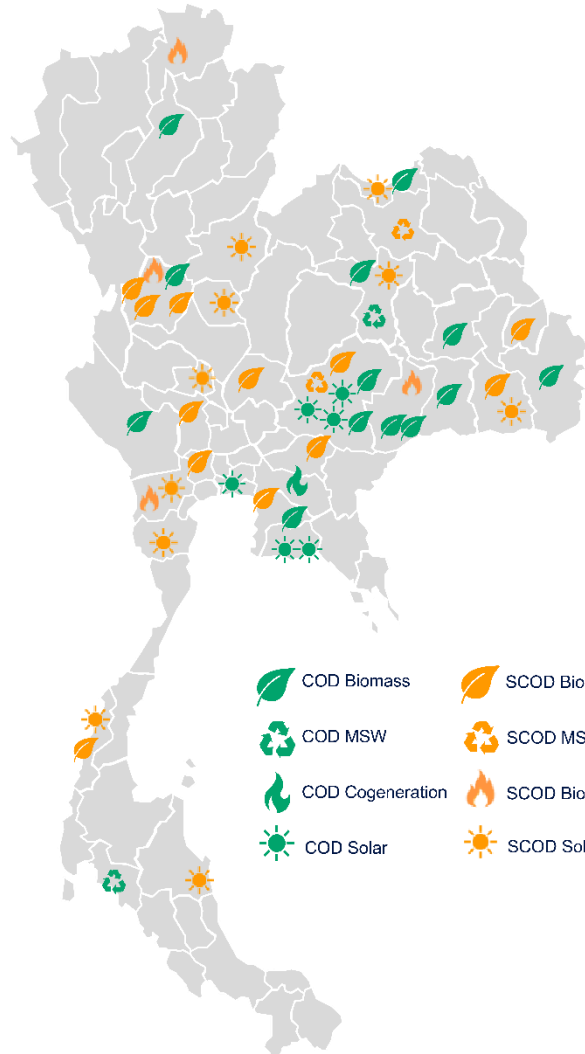 COD Biomass
SCOD Bio
COD MSW
SCOD MS
COD Cogeneration
SCOD Bio
COD Solar
SCOD Sol